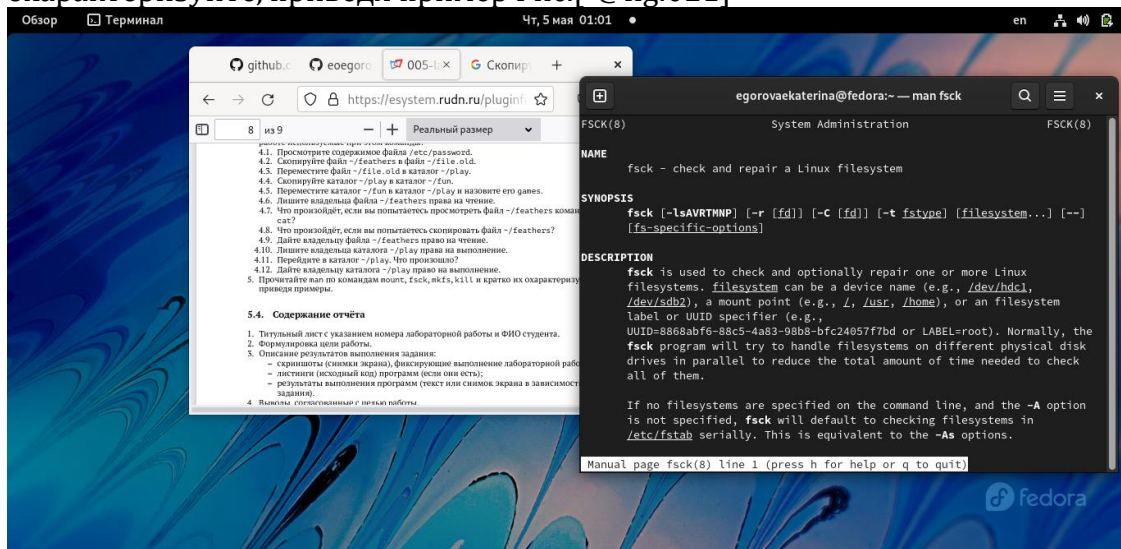 охарактеризуйте, приведя пример Рис.[-@fig:021]
Обзор Терминал Чт, 5 мая 01:01 en
github.c eoegoro 005-l × Скопиру + ×
https://esystem.rudn.ru/pluginfi
8 из 9 — + Реальный размер
4.1. Просмотрите содержимое файла /etc/password.
4.2. Скопируйте файл ~/feathers в файл ~/file.old.
4.3. Переместите файл ~/file.old в каталог ~/play.
4.4. Скопируйте каталог ~/play в каталог ~/fun.
4.5. Переместите каталог ~/fun в каталог ~/play и назовите его games.
4.6. Лишите владельца файла ~/feathers права на чтение.
4.7. Что произойдёт, если вы попытаетесь просмотреть файл ~/feathers коман
cat?
4.8. Что произойдёт, если вы попытаетесь скопировать файл ~/feathers?
4.9. Дайте владельцу файла ~/feathers право на чтение.
4.10. Лишите владельца каталога ~/play права на выполнение.
4.11. Перейдите в каталог ~/play. Что произошло?
4.12. Дайте владельцу каталога ~/play право на выполнение.
5. Прочитайте man по командам mount, fsck, mkfs, kill и кратко их охарактеризу
приведя примеры.
5.4. Содержание отчёта
1. Титульный лист с указанием номера лабораторной работы и ФИО студента.
2. Формулировка цели работы.
3. Описание результатов выполнения задания:
– скриншоты (снимки экрана), фиксирующие выполнение лабораторной рабо
– листинги (исходный код) программ (если они есть);
– результаты выполнения программ (текст или снимок экрана в зависимост
задания).
4. Выводы, согласованные с целью работы.
egorovaekaterina@fedora:~ — man fsck ×
FSCK(8) System Administration FSCK(8)
NAME
fsck - check and repair a Linux filesystem
SYNOPSIS
fsck [-lsAVRTMNP] [-r [fd]] [-C [fd]] [-t fstype] [filesystem...] [--]
[fs-specific-options]
DESCRIPTION
fsck is used to check and optionally repair one or more Linux
filesystems. filesystem can be a device name (e.g., /dev/hdc1,
/dev/sdb2), a mount point (e.g., /, /usr, /home), or an filesystem
label or UUID specifier (e.g.,
UUID=8868abf6-88c5-4a83-98b8-bfc24057f7bd or LABEL=root). Normally, the
fsck program will try to handle filesystems on different physical disk
drives in parallel to reduce the total amount of time needed to check
all of them.
If no filesystems are specified on the command line, and the -A option
is not specified, fsck will default to checking filesystems in
/etc/fstab serially. This is equivalent to the -As options.
Manual page fsck(8) line 1 (press h for help or q to quit)
fedora